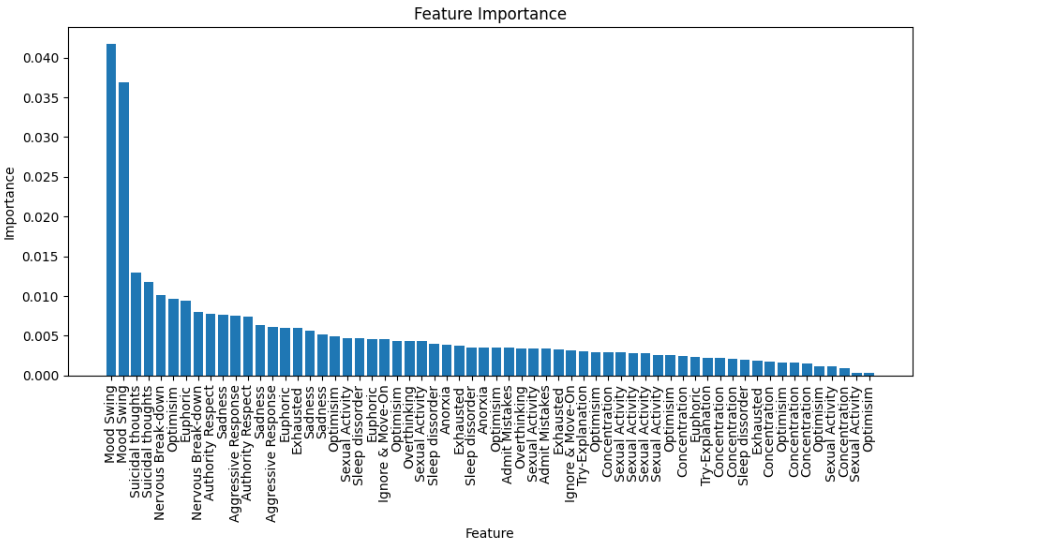 Feature Importance
Importance
0.040
0.035
0.030
0.025
0.020
0.015
0.010
0.005
0.000
Mood Swing
Mood Swing
Suicidal thoughts
Suicidal thoughts
Nervous Break-down
Optimisim
Euphoric
Nervous Break-down
Authority Respect
Sadness
Aggressive Response
Authority Respect
Sadness
Aggressive Response
Euphoric
Exhausted
Sadness
Sadness
Optimisim
Sexual Activity
Sleep dissorder
Euphoric
Ignore & Move-On
Optimisim
Overthinking
Sexual Activity
Sleep dissorder
Anorxia
Exhausted
Sleep dissorder
Anorxia
Optimisim
Admit Mistakes
Overthinking
Sexual Activity
Admit Mistakes
Exhausted
Ignore & Move-On
Try-Explanation
Optimisim
Concentration
Sexual Activity
Sexual Activity
Sexual Activity
Sexual Activity
Optimisim
Concentration
Euphoric
Try-Explanation
Concentration
Concentration
Sleep dissorder
Exhausted
Concentration
Optimisim
Concentration
Concentration
Optimisim
Sexual Activity
Concentration
Sexual Activity
Optimisim
Feature